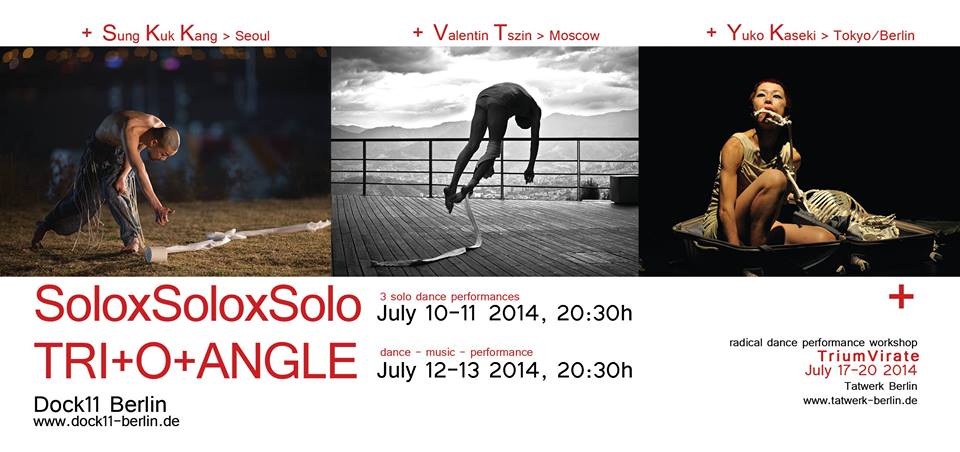 + Sung Kuk Kang > Seoul
+ Valentin Tszin > Moscow
+ Yuko Kaseki > Tokyo/Berlin
SoloxSoloxSolo
3 solo dance performances
July 10-11 2014, 20:30h
TRI+O+ANGLE
dance - music - performance
July 12-13 2014, 20:30h
Dock11 Berlin
www.dock11-berlin.de
+
radical dance performance workshop
TriumVirate
July 17-20 2014
Tatwerk Berlin
www.tatwerk-berlin.de